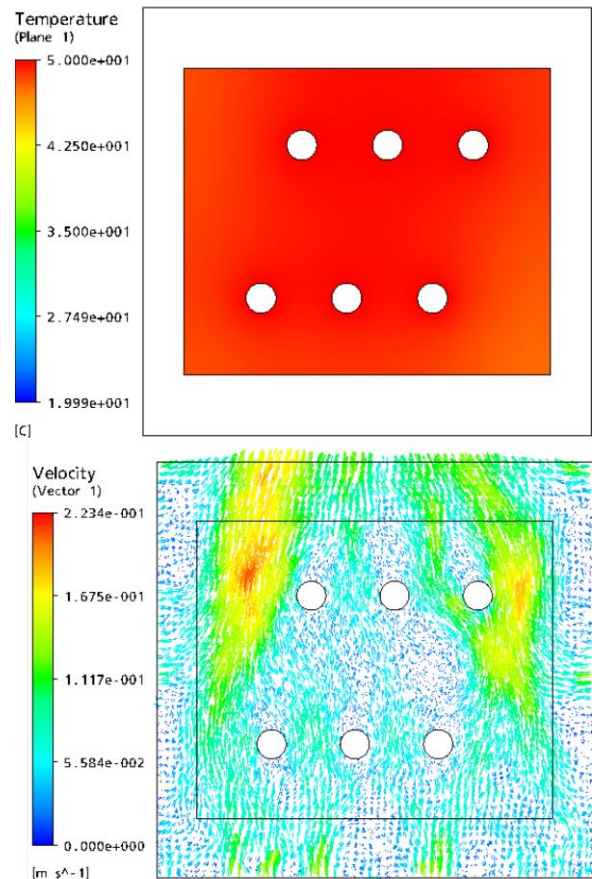 Temperature
(Plane 1)
5.000e+001
4.250e+001
3.500e+001
2.749e+001
1.999e+001
[C]
Velocity
(Vector 1)
2.234e-001
1.675e-001
1.117e-001
5.584e-002
0.000e+000
[m s^-1]